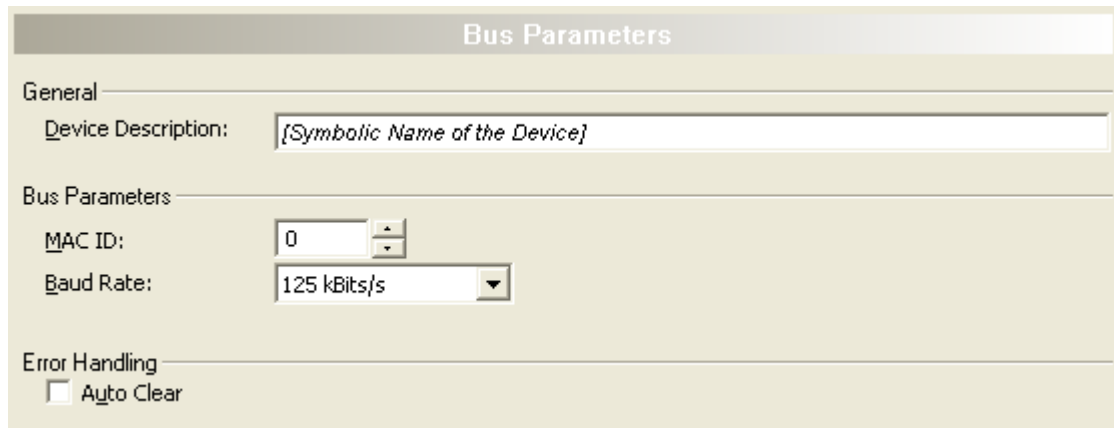 Bus Parameters
General
Device Description: [Symbolic Name of the Device]
Bus Parameters
MAC ID: 0
Baud Rate: 125 kBits/s
Error Handling
Auto Clear